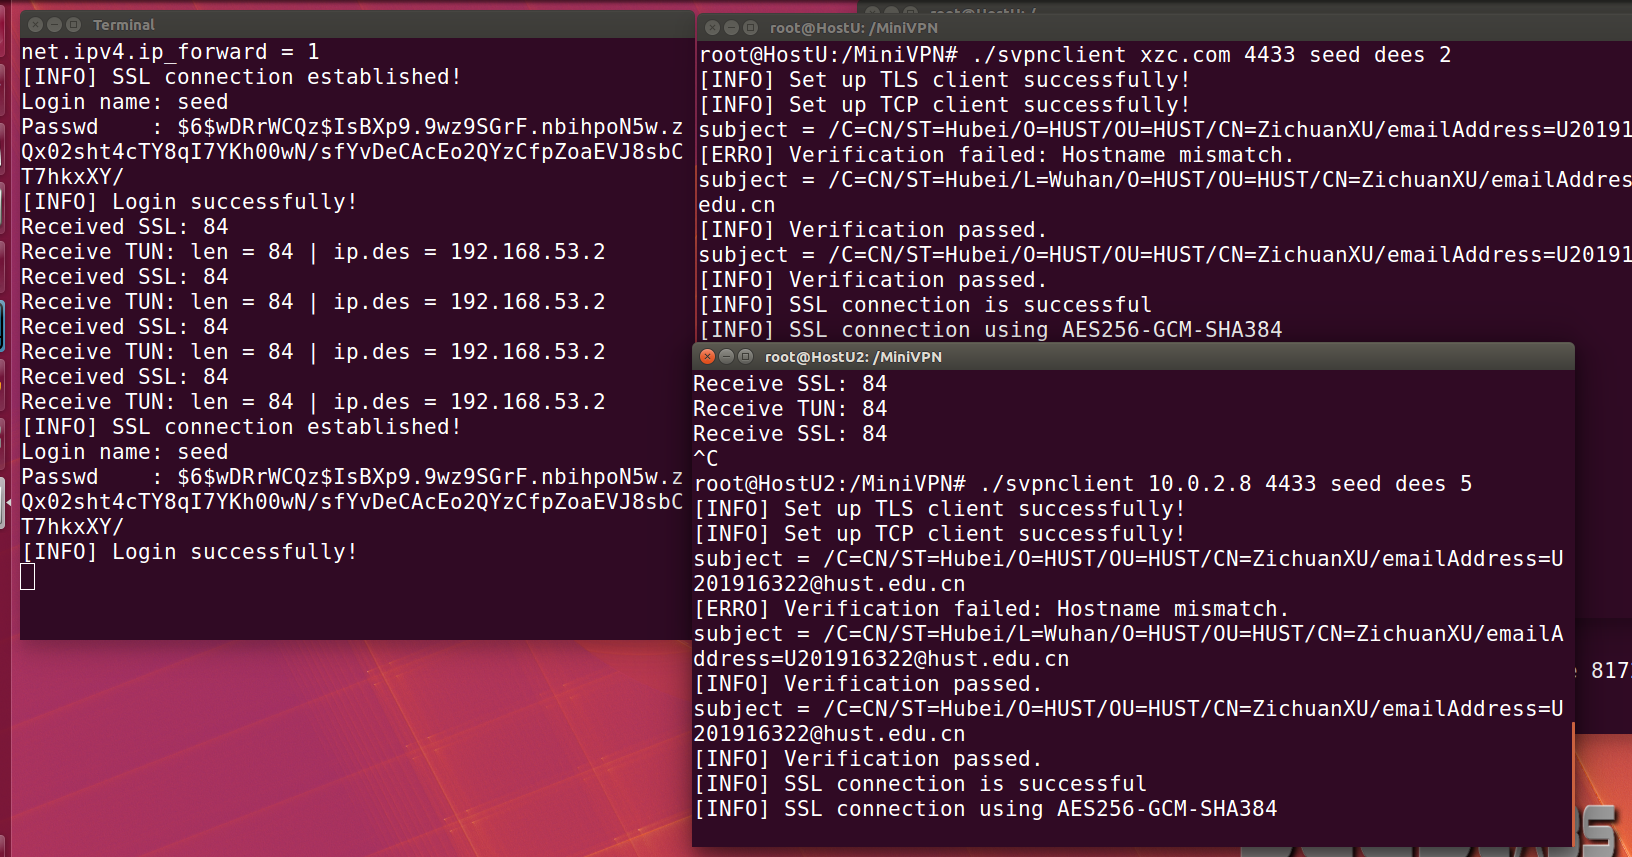 Terminal
net.ipv4.ip_forward = 1
[INFO] SSL connection established!
Login name: seed
Passwd    : $6$wDRrWCQz$IsBXp9.9wz9SGrF.nbihpoN5w.z
Qx02sht4cTY8qI7YKh00wN/sfYvDeCAcEo2QYzCfpZoaEVJ8sbC
T7hkxXY/
[INFO] Login successfully!
Received SSL: 84
Receive TUN: len = 84 | ip.des = 192.168.53.2
Received SSL: 84
Receive TUN: len = 84 | ip.des = 192.168.53.2
Received SSL: 84
Receive TUN: len = 84 | ip.des = 192.168.53.2
Received SSL: 84
Receive TUN: len = 84 | ip.des = 192.168.53.2
[INFO] SSL connection established!
Login name: seed
Passwd    : $6$wDRrWCQz$IsBXp9.9wz9SGrF.nbihpoN5w.z
Qx02sht4cTY8qI7YKh00wN/sfYvDeCAcEo2QYzCfpZoaEVJ8sbC
T7hkxXY/
[INFO] Login successfully!
root@HostU: /MiniVPN
root@HostU:/MiniVPN# ./svpnclient xzc.com 4433 seed dees 2
[INFO] Set up TLS client successfully!
[INFO] Set up TCP client successfully!
subject = /C=CN/ST=Hubei/O=HUST/OU=HUST/CN=ZichuanXU/emailAddress=U20191
[ERRO] Verification failed: Hostname mismatch.
subject = /C=CN/ST=Hubei/L=Wuhan/O=HUST/OU=HUST/CN=ZichuanXU/emailAddres
edu.cn
[INFO] Verification passed.
subject = /C=CN/ST=Hubei/O=HUST/OU=HUST/CN=ZichuanXU/emailAddress=U20191
[INFO] Verification passed.
[INFO] SSL connection is successful
[INFO] SSL connection using AES256-GCM-SHA384
root@HostU2: /MiniVPN
Receive SSL: 84
Receive TUN: 84
Receive SSL: 84
^C
root@HostU2:/MiniVPN# ./svpnclient 10.0.2.8 4433 seed dees 5
[INFO] Set up TLS client successfully!
[INFO] Set up TCP client successfully!
subject = /C=CN/ST=Hubei/O=HUST/OU=HUST/CN=ZichuanXU/emailAddress=U
201916322@hust.edu.cn
[ERRO] Verification failed: Hostname mismatch.
subject = /C=CN/ST=Hubei/L=Wuhan/O=HUST/OU=HUST/CN=ZichuanXU/emailA
ddress=U201916322@hust.edu.cn
[INFO] Verification passed.
subject = /C=CN/ST=Hubei/O=HUST/OU=HUST/CN=ZichuanXU/emailAddress=U
201916322@hust.edu.cn
[INFO] Verification passed.
[INFO] SSL connection is successful
[INFO] SSL connection using AES256-GCM-SHA384